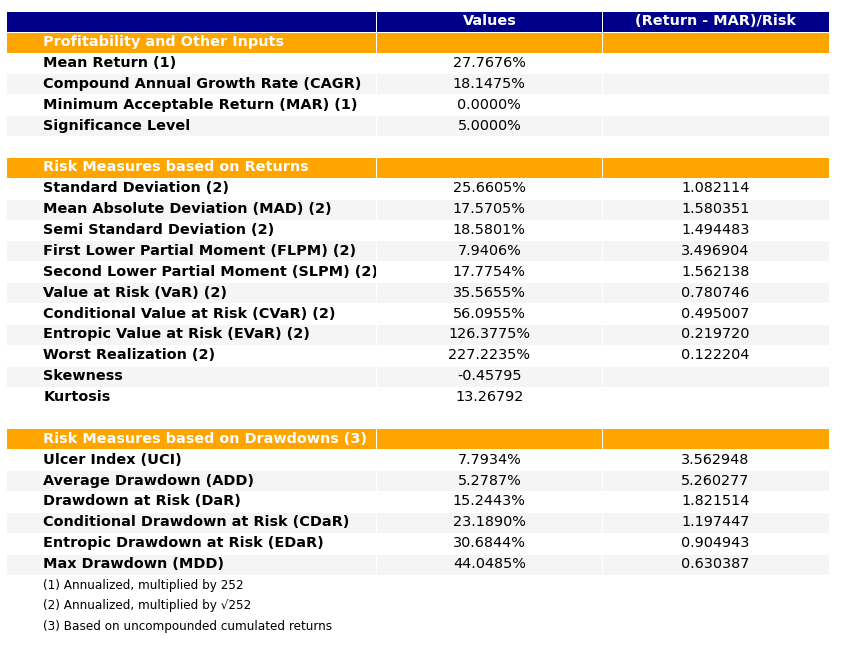 Values (Return - MAR)/Risk
Profitability and Other Inputs
Mean Return (1) 27.7676%
Compound Annual Growth Rate (CAGR) 18.1475%
Minimum Acceptable Return (MAR) (1) 0.0000%
Significance Level 5.0000%
Risk Measures based on Returns
Standard Deviation (2) 25.6605% 1.082114
Mean Absolute Deviation (MAD) (2) 17.5705% 1.580351
Semi Standard Deviation (2) 18.5801% 1.494483
First Lower Partial Moment (FLPM) (2) 7.9406% 3.496904
Second Lower Partial Moment (SLPM) (2) 17.7754% 1.562138
Value at Risk (VaR) (2) 35.5655% 0.780746
Conditional Value at Risk (CVaR) (2) 56.0955% 0.495007
Entropic Value at Risk (EVaR) (2) 126.3775% 0.219720
Worst Realization (2) 227.2235% 0.122204
Skewness -0.45795
Kurtosis 13.26792
Risk Measures based on Drawdowns (3)
Ulcer Index (UCI) 7.7934% 3.562948
Average Drawdown (ADD) 5.2787% 5.260277
Drawdown at Risk (DaR) 15.2443% 1.821514
Conditional Drawdown at Risk (CDaR) 23.1890% 1.197447
Entropic Drawdown at Risk (EDaR) 30.6844% 0.904943
Max Drawdown (MDD) 44.0485% 0.630387
(1) Annualized, multiplied by 252
(2) Annualized, multiplied by √252
(3) Based on uncompounded cumulated returns